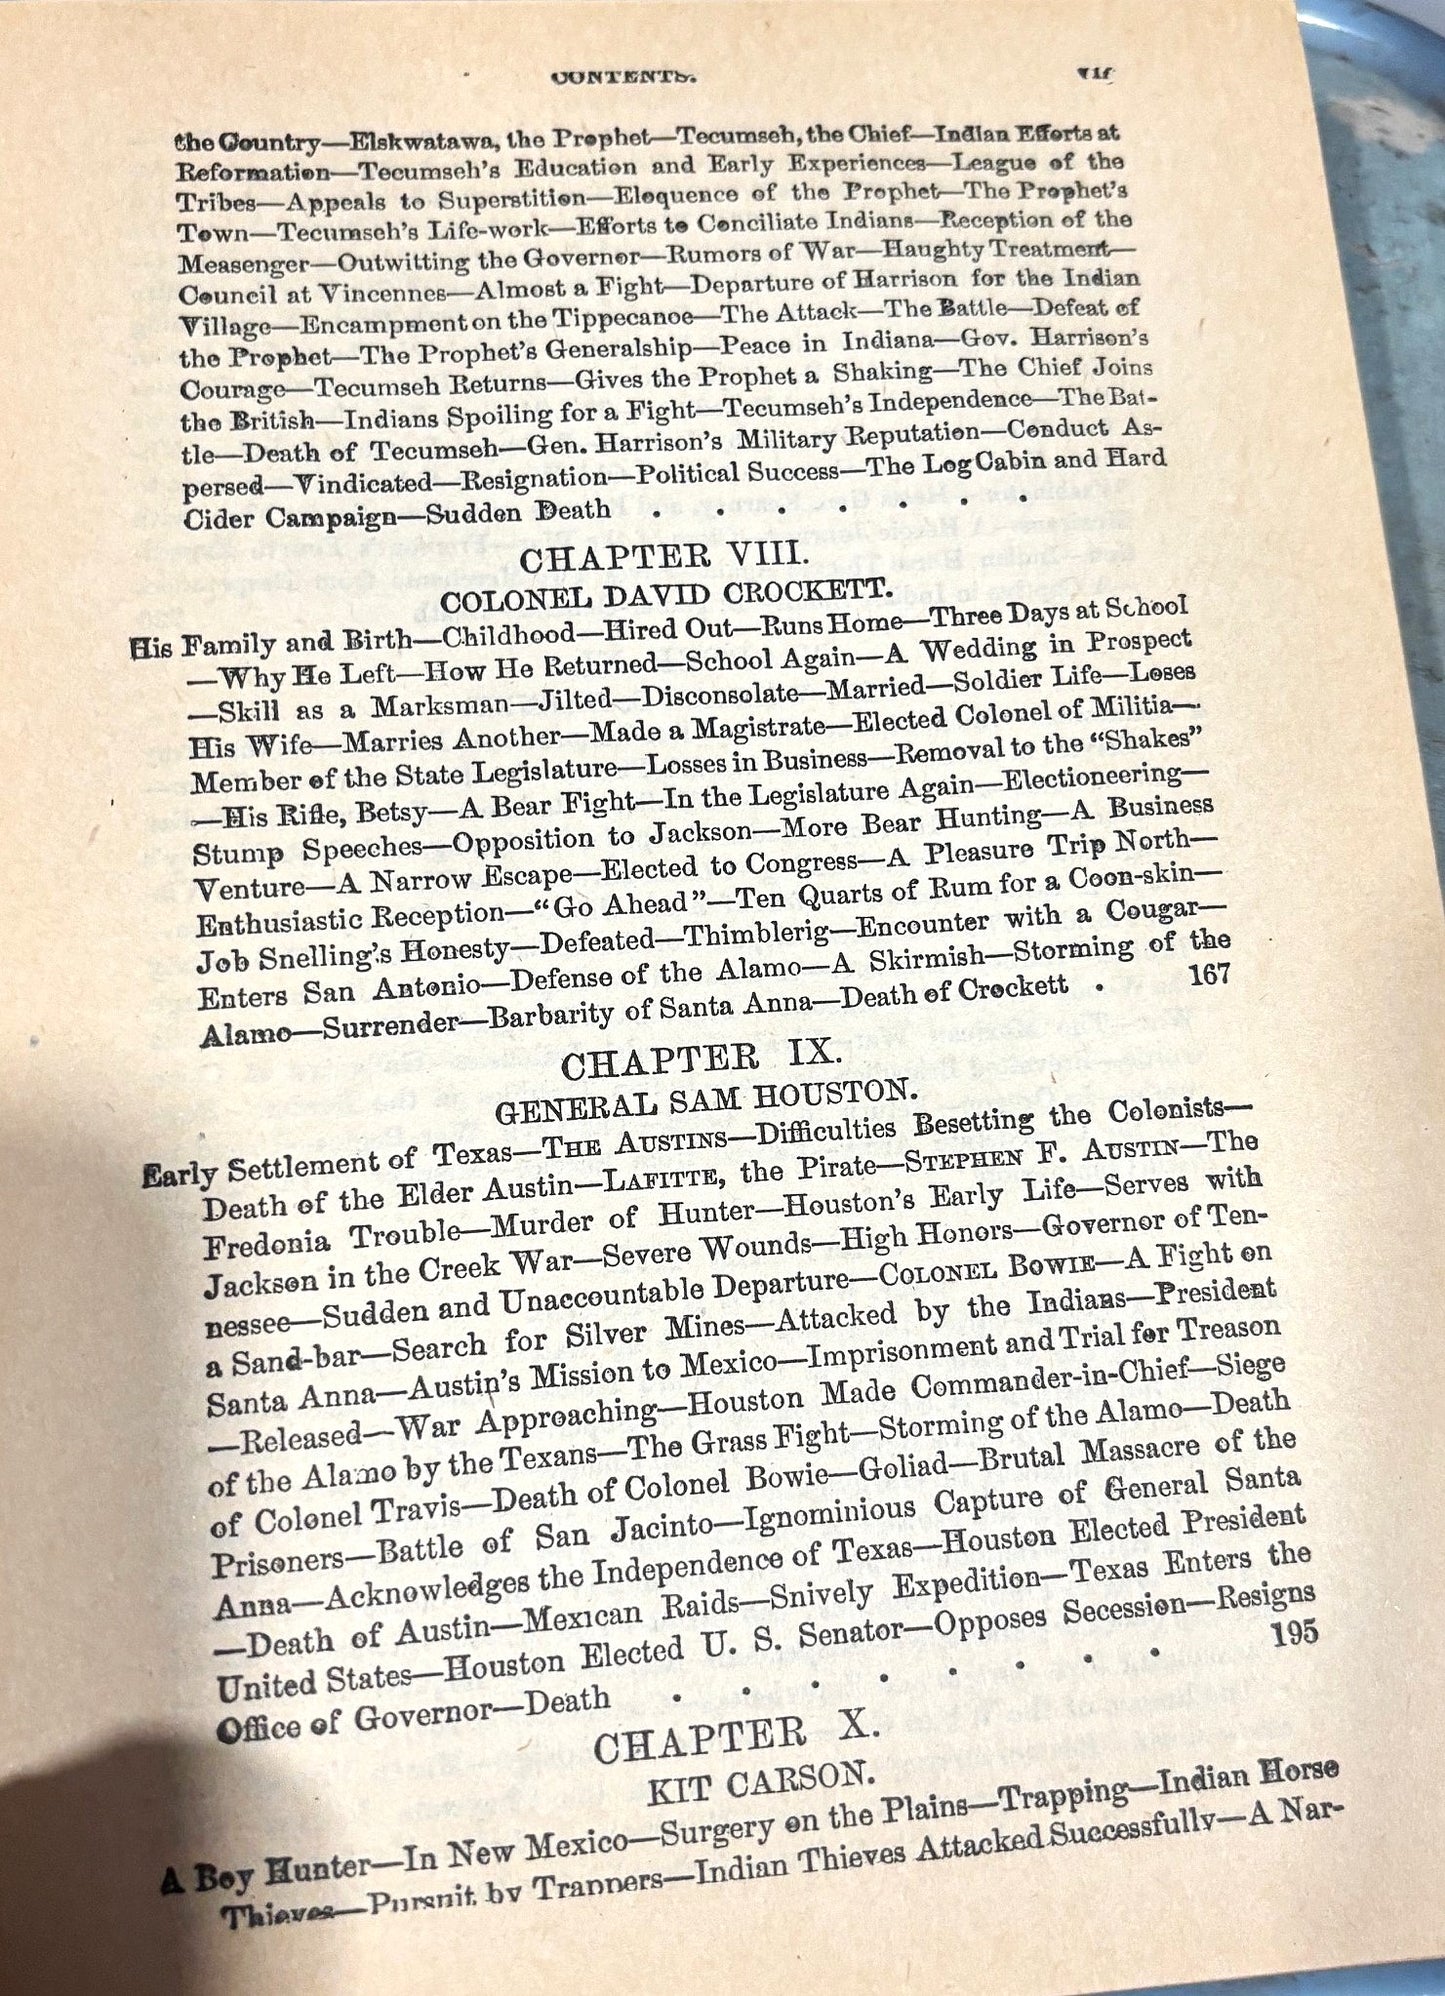 CONTENTS. vii
the Country—Elskwatawa, the Prophet—Tecumseh, the Chief—Indian Efforts at
Reformation—Tecumseh's Education and Early Experiences—League of the
Tribes—Appeals to Superstition—Eloquence of the Prophet—The Prophet's
Town—Tecumseh's Life-work—Efforts to Conciliate Indians—Reception of the
Measenger—Outwitting the Governor—Rumors of War—Haughty Treatment—
Council at Vincennes—Almost a Fight—Departure of Harrison for the Indian
Village—Encampment on the Tippecanoe—The Attack—The Battle—Defeat of
the Prophet—The Prophet's Generalship—Peace in Indiana—Gov. Harrison's
Courage—Tecumseh Returns—Gives the Prophet a Shaking—The Chief Joins
the British—Indians Spoiling for a Fight—Tecumseh's Independence—The Bat-
tle—Death of Tecumseh—Gen. Harrison's Military Reputation—Conduct As-
persed—Vindicated—Resignation—Political Success—The Log Cabin and Hard
Cider Campaign—Sudden Death . . . . . . .
CHAPTER VIII.
COLONEL DAVID CROCKETT.
His Family and Birth—Childhood—Hired Out—Runs Home—Three Days at School
—Why He Left—How He Returned—School Again—A Wedding in Prospect
—Skill as a Marksman—Jilted—Disconsolate—Married—Soldier Life—Loses
His Wife—Marries Another—Made a Magistrate—Elected Colonel of Militia—
Member of the State Legislature—Losses in Business—Removal to the "Shakes"
—His Rifle, Betsy—A Bear Fight—In the Legislature Again—Electioneering—
Stump Speeches—Opposition to Jackson—More Bear Hunting—A Business
Venture—A Narrow Escape—Elected to Congress—A Pleasure Trip North—
Enthusiastic Reception—"Go Ahead"—Ten Quarts of Rum for a Coon-skin—
Job Snelling's Honesty—Defeated—Thimblerig—Encounter with a Cougar—
Enters San Antonio—Defense of the Alamo—A Skirmish—Storming of the
Alamo—Surrender—Barbarity of Santa Anna—Death of Crockett . 167
CHAPTER IX.
GENERAL SAM HOUSTON.
Early Settlement of Texas—THE AUSTINS—Difficulties Besetting the Colonists—
Death of the Elder Austin—LAFITTE, the Pirate—STEPHEN F. AUSTIN—The
Fredonia Trouble—Murder of Hunter—Houston's Early Life—Serves with
Jackson in the Creek War—Severe Wounds—High Honors—Governor of Ten-
nessee—Sudden and Unaccountable Departure—COLONEL BOWIE—A Fight on
a Sand-bar—Search for Silver Mines—Attacked by the Indians—President
Santa Anna—Austin's Mission to Mexico—Imprisonment and Trial for Treason
—Released—War Approaching—Houston Made Commander-in-Chief—Siege
of the Alamo by the Texans—The Grass Fight—Storming of the Alamo—Death
of Colonel Travis—Death of Colonel Bowie—Goliad—Brutal Massacre of the
Prisoners—Battle of San Jacinto—Ignominious Capture of General Santa
Anna—Acknowledges the Independence of Texas—Houston Elected President
—Death of Austin—Mexican Raids—Snively Expedition—Texas Enters the
United States—Houston Elected U. S. Senator—Opposes Secession—Resigns
Office of Governor—Death . . . . . . . . 195
CHAPTER X.
KIT CARSON.
A Boy Hunter—In New Mexico—Surgery on the Plains—Trapping—Indian Horse
Thieves—Pursuit by Trappers—Indian Thieves Attacked Successfully—A Nar-